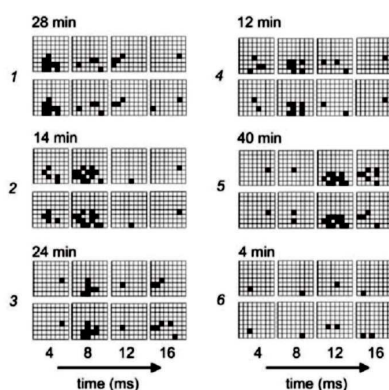 28 min
12 min
1
4
14 min
40 min
2
5
24 min
4 min
3
6
4 8 12 16
4 8 12 16
time (ms)
time (ms)